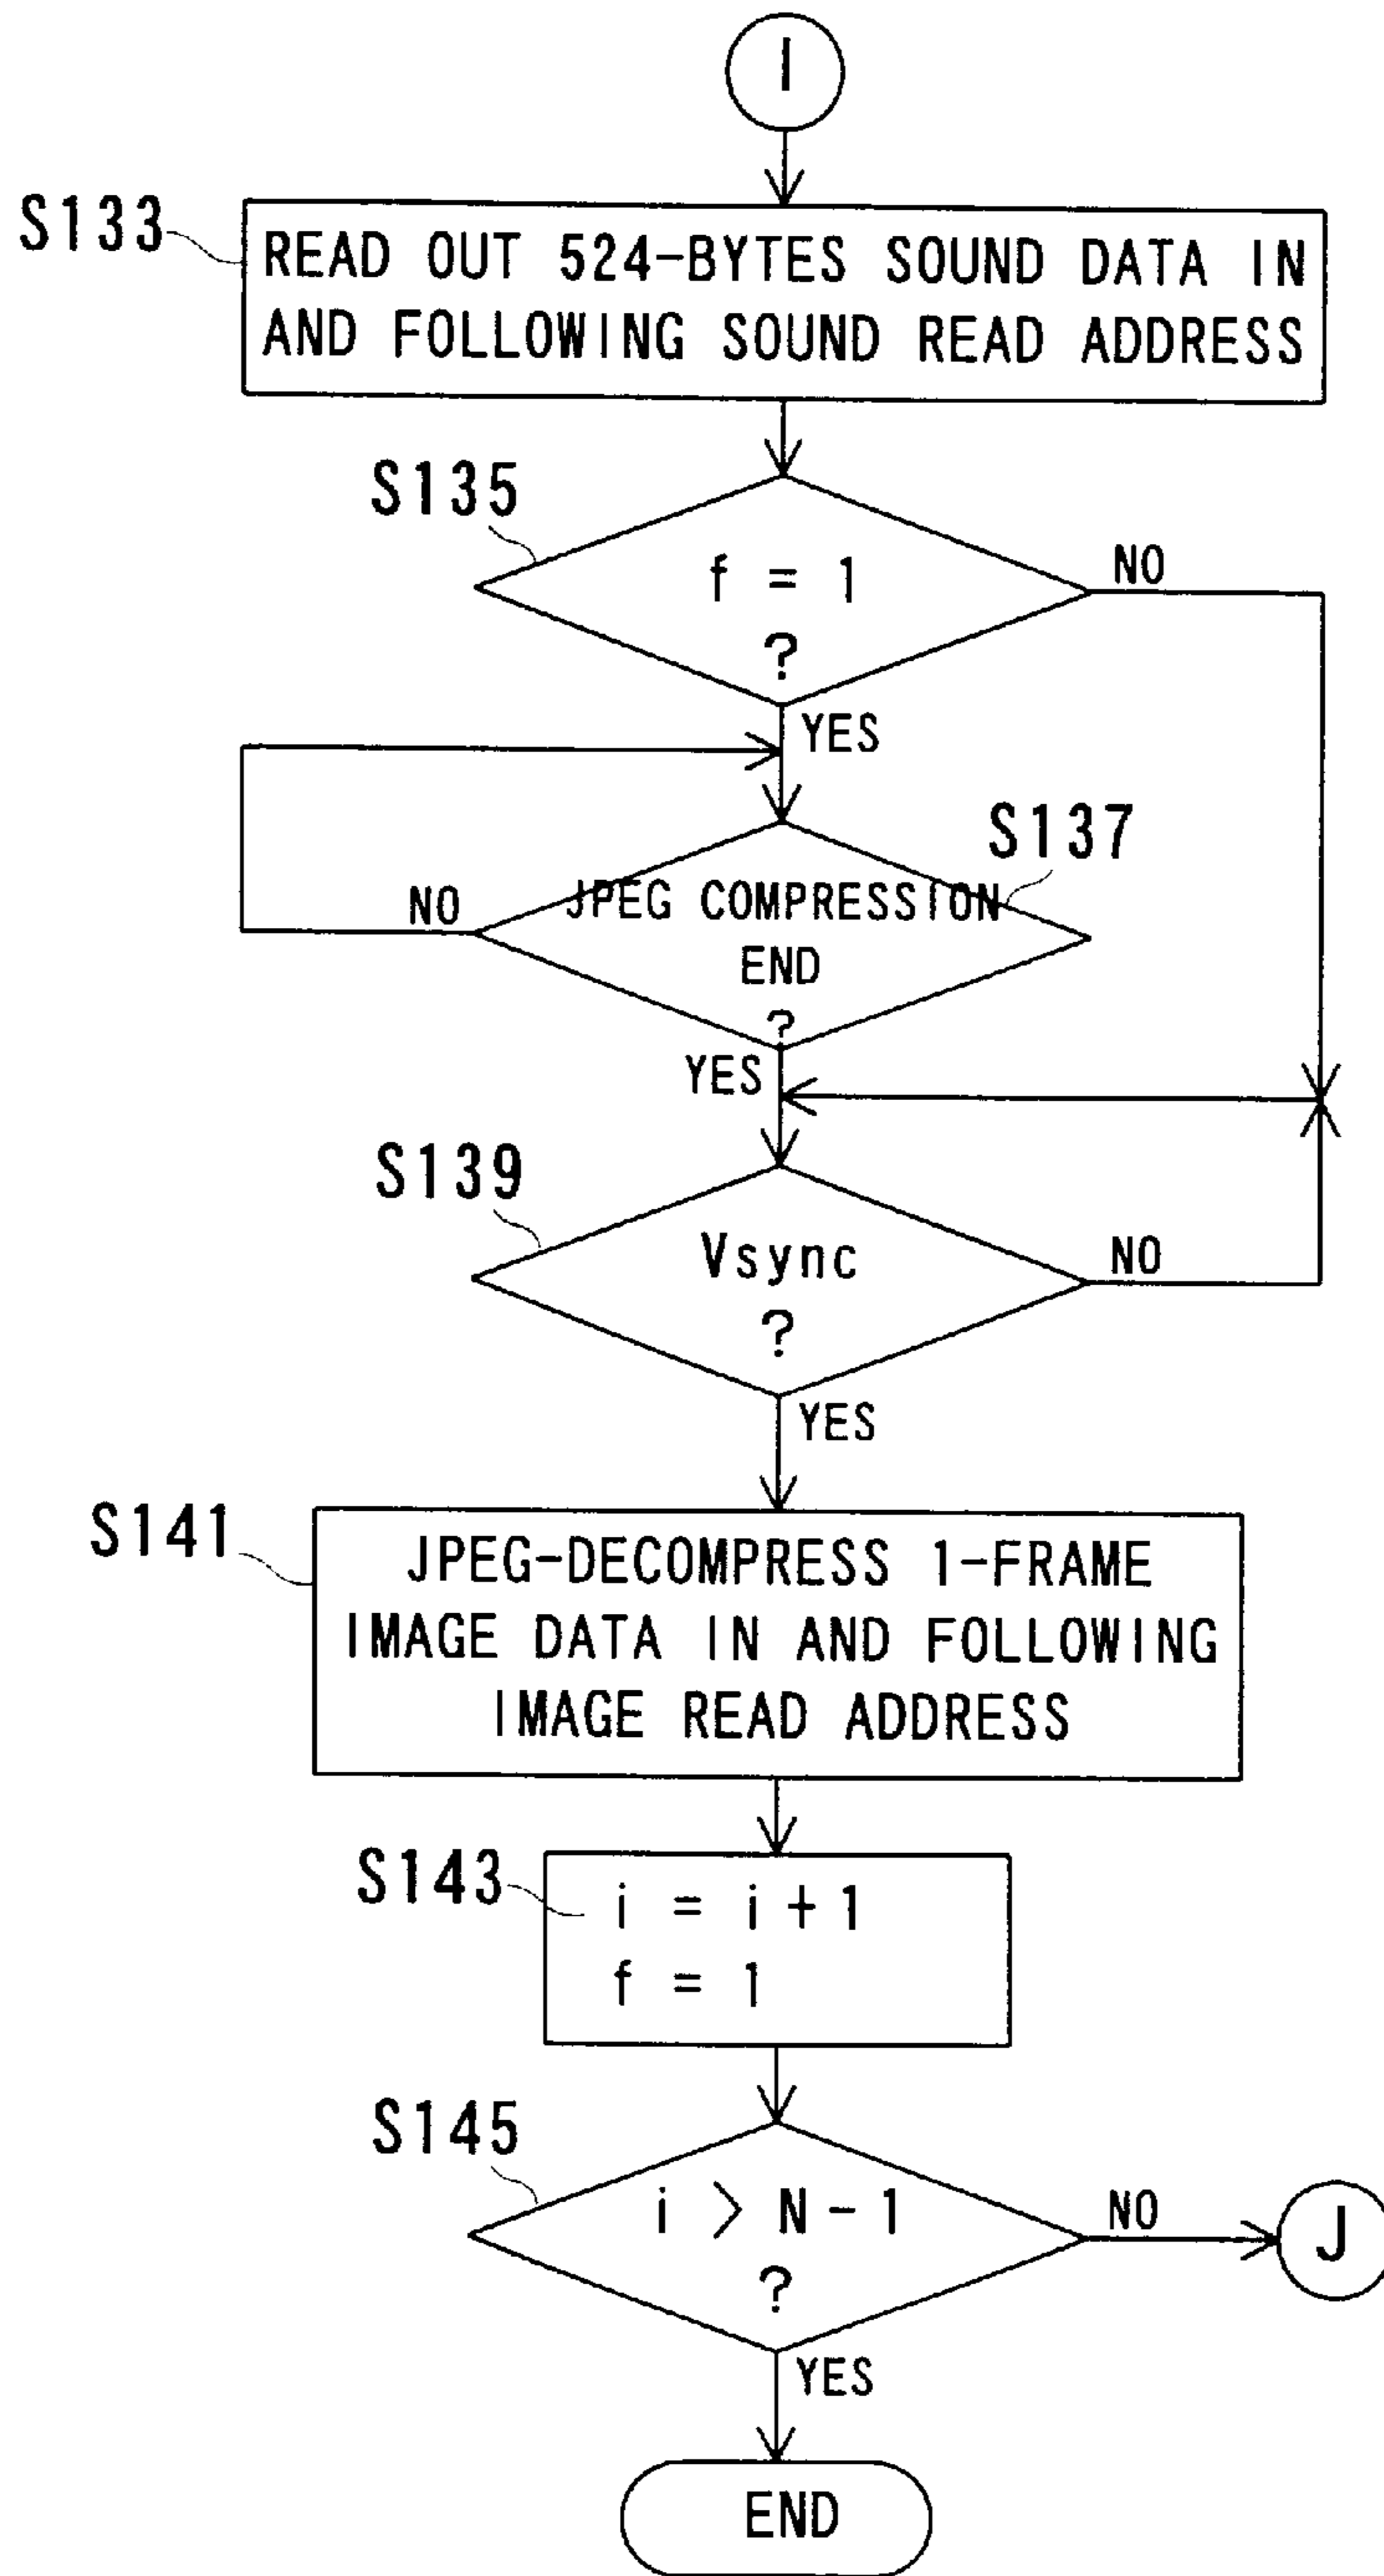 I
S133
READ OUT 524-BYTES SOUND DATA IN
AND FOLLOWING SOUND READ ADDRESS
S135
f = 1
?
NO
YES
S137
JPEG COMPRESSION
END
?
NO
YES
S139
Vsync
?
NO
YES
S141
JPEG-DECOMPRESS 1-FRAME
IMAGE DATA IN AND FOLLOWING
IMAGE READ ADDRESS
S143
i = i + 1
f = 1
S145
i > N - 1
?
NO
J
YES
END